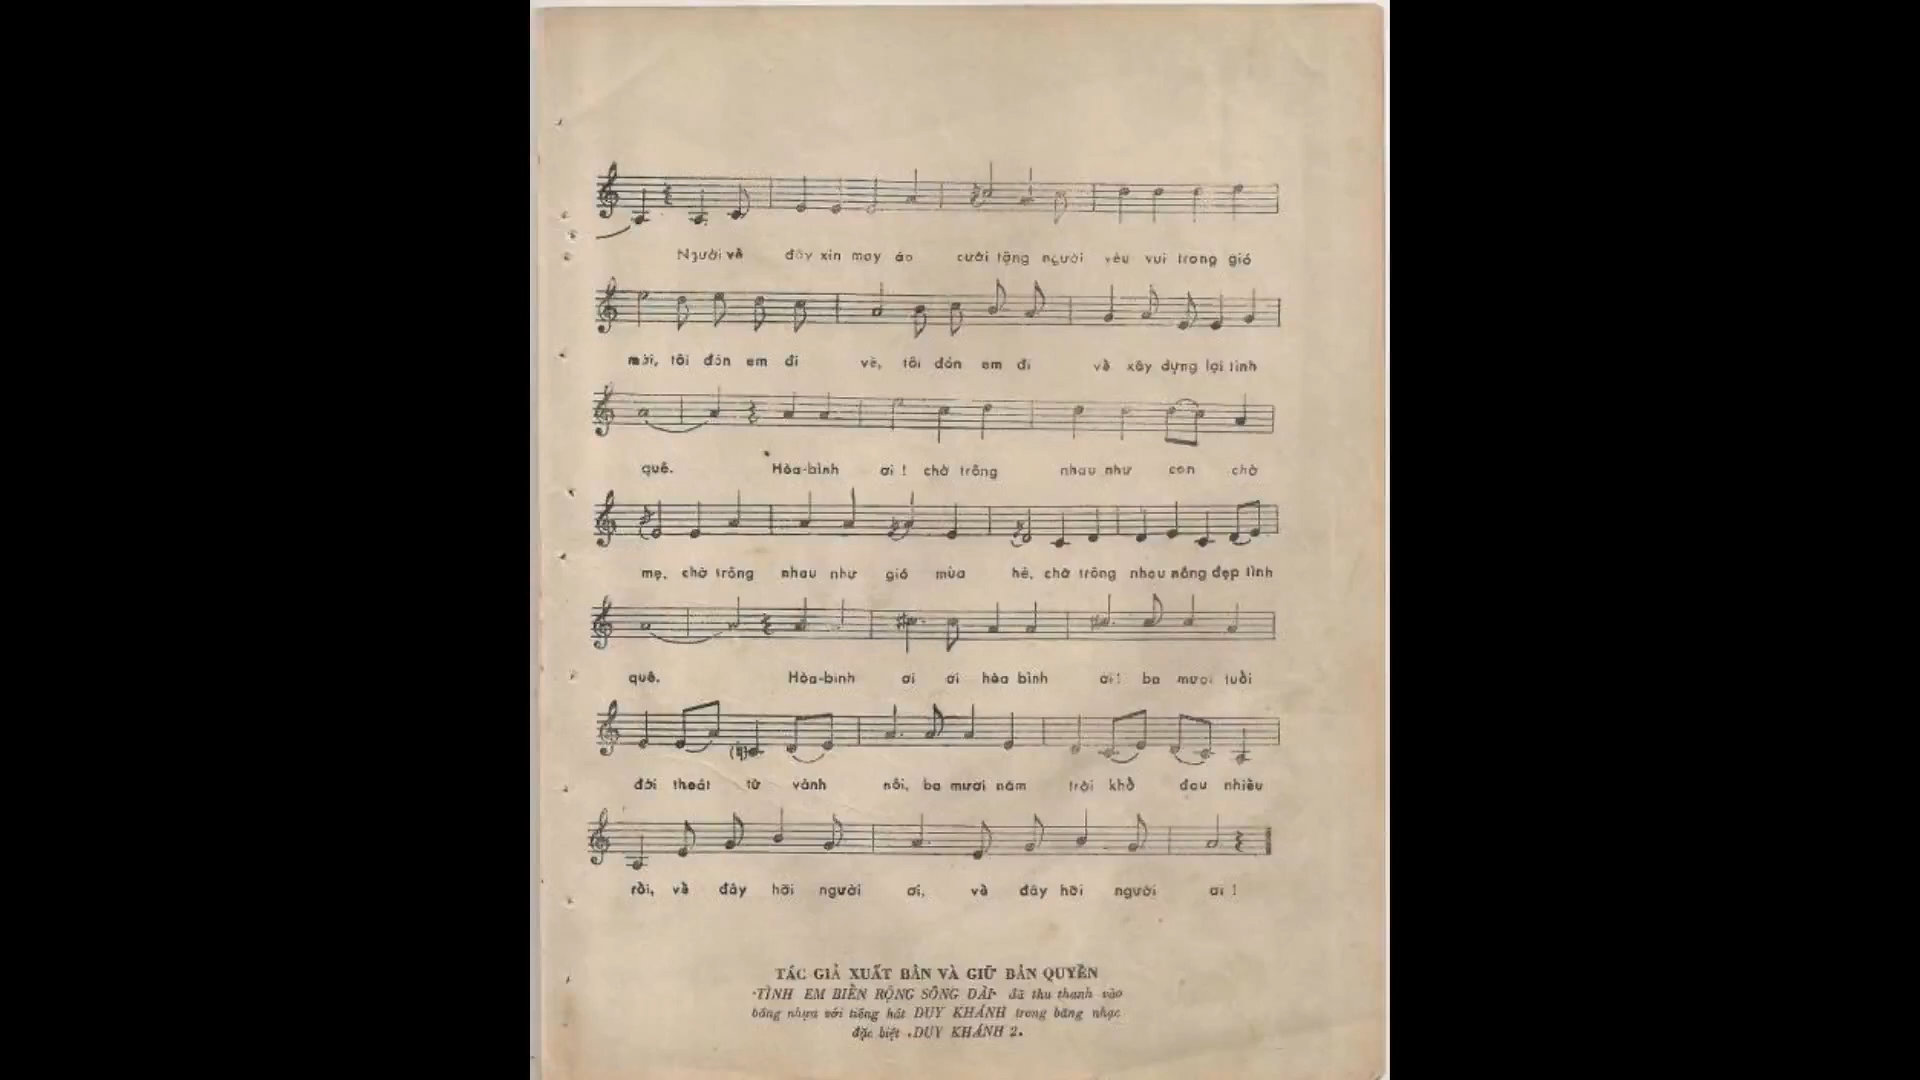 Người về đây xin may áo cưới tặng người yêu vui trong gió
mới, tôi đón em đi về, tôi đón em đi về xây dựng lại tình
quê. Hòa-bình ơi ! chờ trông nhau như con chờ
mẹ, chờ trông nhau như gió mùa hè, chờ trông nhau nắng đẹp tình
quê. Hòa-bình ơi ơi hòa bình ơi! ba mươi tuổi
đời thoát từ vành nôi, ba mươi năm trời khổ đau nhiều
rồi, về đây hỡi người ơi, về đây hỡi người ơi !
TÁC GIẢ XUẤT BẢN VÀ GIỮ BẢN QUYỀN
«TÌNH EM BIỂN RỘNG SÔNG DÀI» đã thu thanh vào
băng nhựa với tiếng hát DUY KHÁNH trong băng nhạc
đặc biệt «DUY KHÁNH 2»